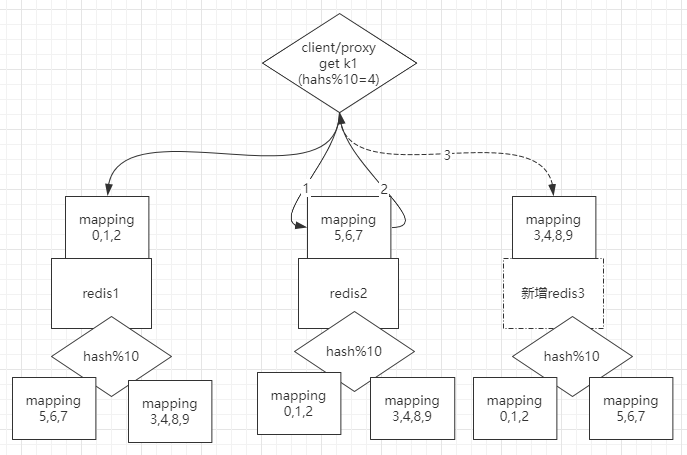 client/proxy
get k1
(hahs%10=4)
3
1
2
mapping
0,1,2
mapping
5,6,7
mapping
3,4,8,9
redis1
redis2
新增redis3
hash%10
hash%10
hash%10
mapping
5,6,7
mapping
3,4,8,9
mapping
0,1,2
mapping
3,4,8,9
mapping
0,1,2
mapping
5,6,7